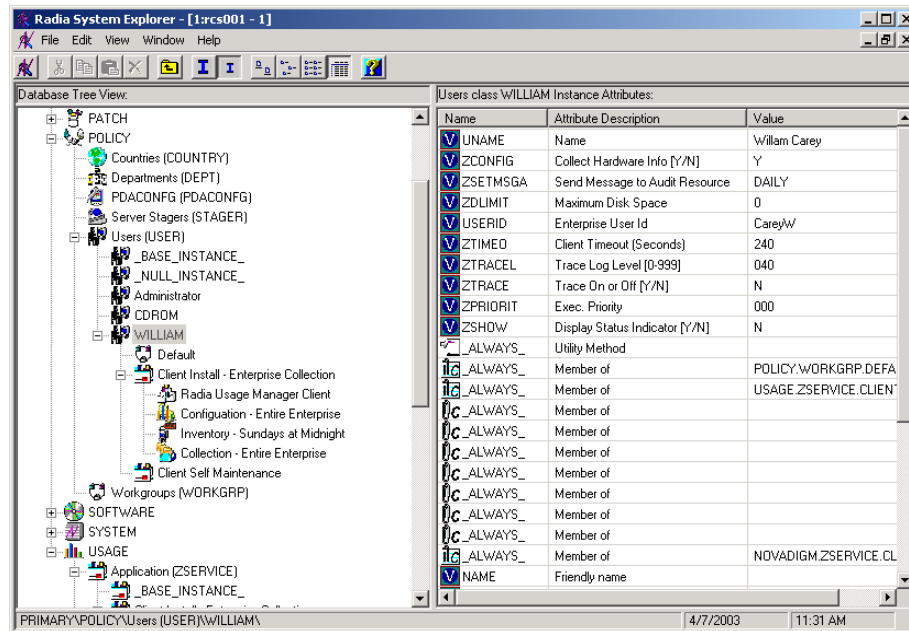 Radia System Explorer - [1:rcs001 - 1]
File Edit View Window Help
Database Tree View:
PATCH
POLICY
Countries (COUNTRY)
Departments (DEPT)
PDACONFG (PDACONFG)
Server Stagers (STAGER)
Users (USER)
_BASE_INSTANCE_
_NULL_INSTANCE_
Administrator
CDROM
WILLIAM
Default
Client Install - Enterprise Collection
Radia Usage Manager Client
Configuation - Entire Enterprise
Inventory - Sundays at Midnight
Collection - Entire Enterprise
Client Self Maintenance
Workgroups (WORKGRP)
SOFTWARE
SYSTEM
USAGE
Application (ZSERVICE)
_BASE_INSTANCE_
Users class WILLIAM Instance Attributes:
Name Attribute Description Value
V UNAME Name Willam Carey
V ZCONFIG Collect Hardware Info [Y/N] Y
V ZSETMSGA Send Message to Audit Resource DAILY
V ZDLIMIT Maximum Disk Space 0
V USERID Enterprise User Id CareyW
V ZTIMEO Client Timeout (Seconds) 240
V ZTRACEL Trace Log Level [0-999] 040
V ZTRACE Trace On or Off [Y/N] N
V ZPRIORIT Exec. Priority 000
V ZSHOW Display Status Indicator [Y/N] N
_ALWAYS_ Utility Method
_ALWAYS_ Member of POLICY.WORKGRP.DEFA
_ALWAYS_ Member of USAGE.ZSERVICE.CLIENT
_ALWAYS_ Member of
_ALWAYS_ Member of
_ALWAYS_ Member of
_ALWAYS_ Member of
_ALWAYS_ Member of
_ALWAYS_ Member of
_ALWAYS_ Member of NOVADIGM.ZSERVICE.CL
V NAME Friendly name
PRIMARY\POLICY\Users (USER)\WILLIAM\ 4/7/2003 11:31 AM